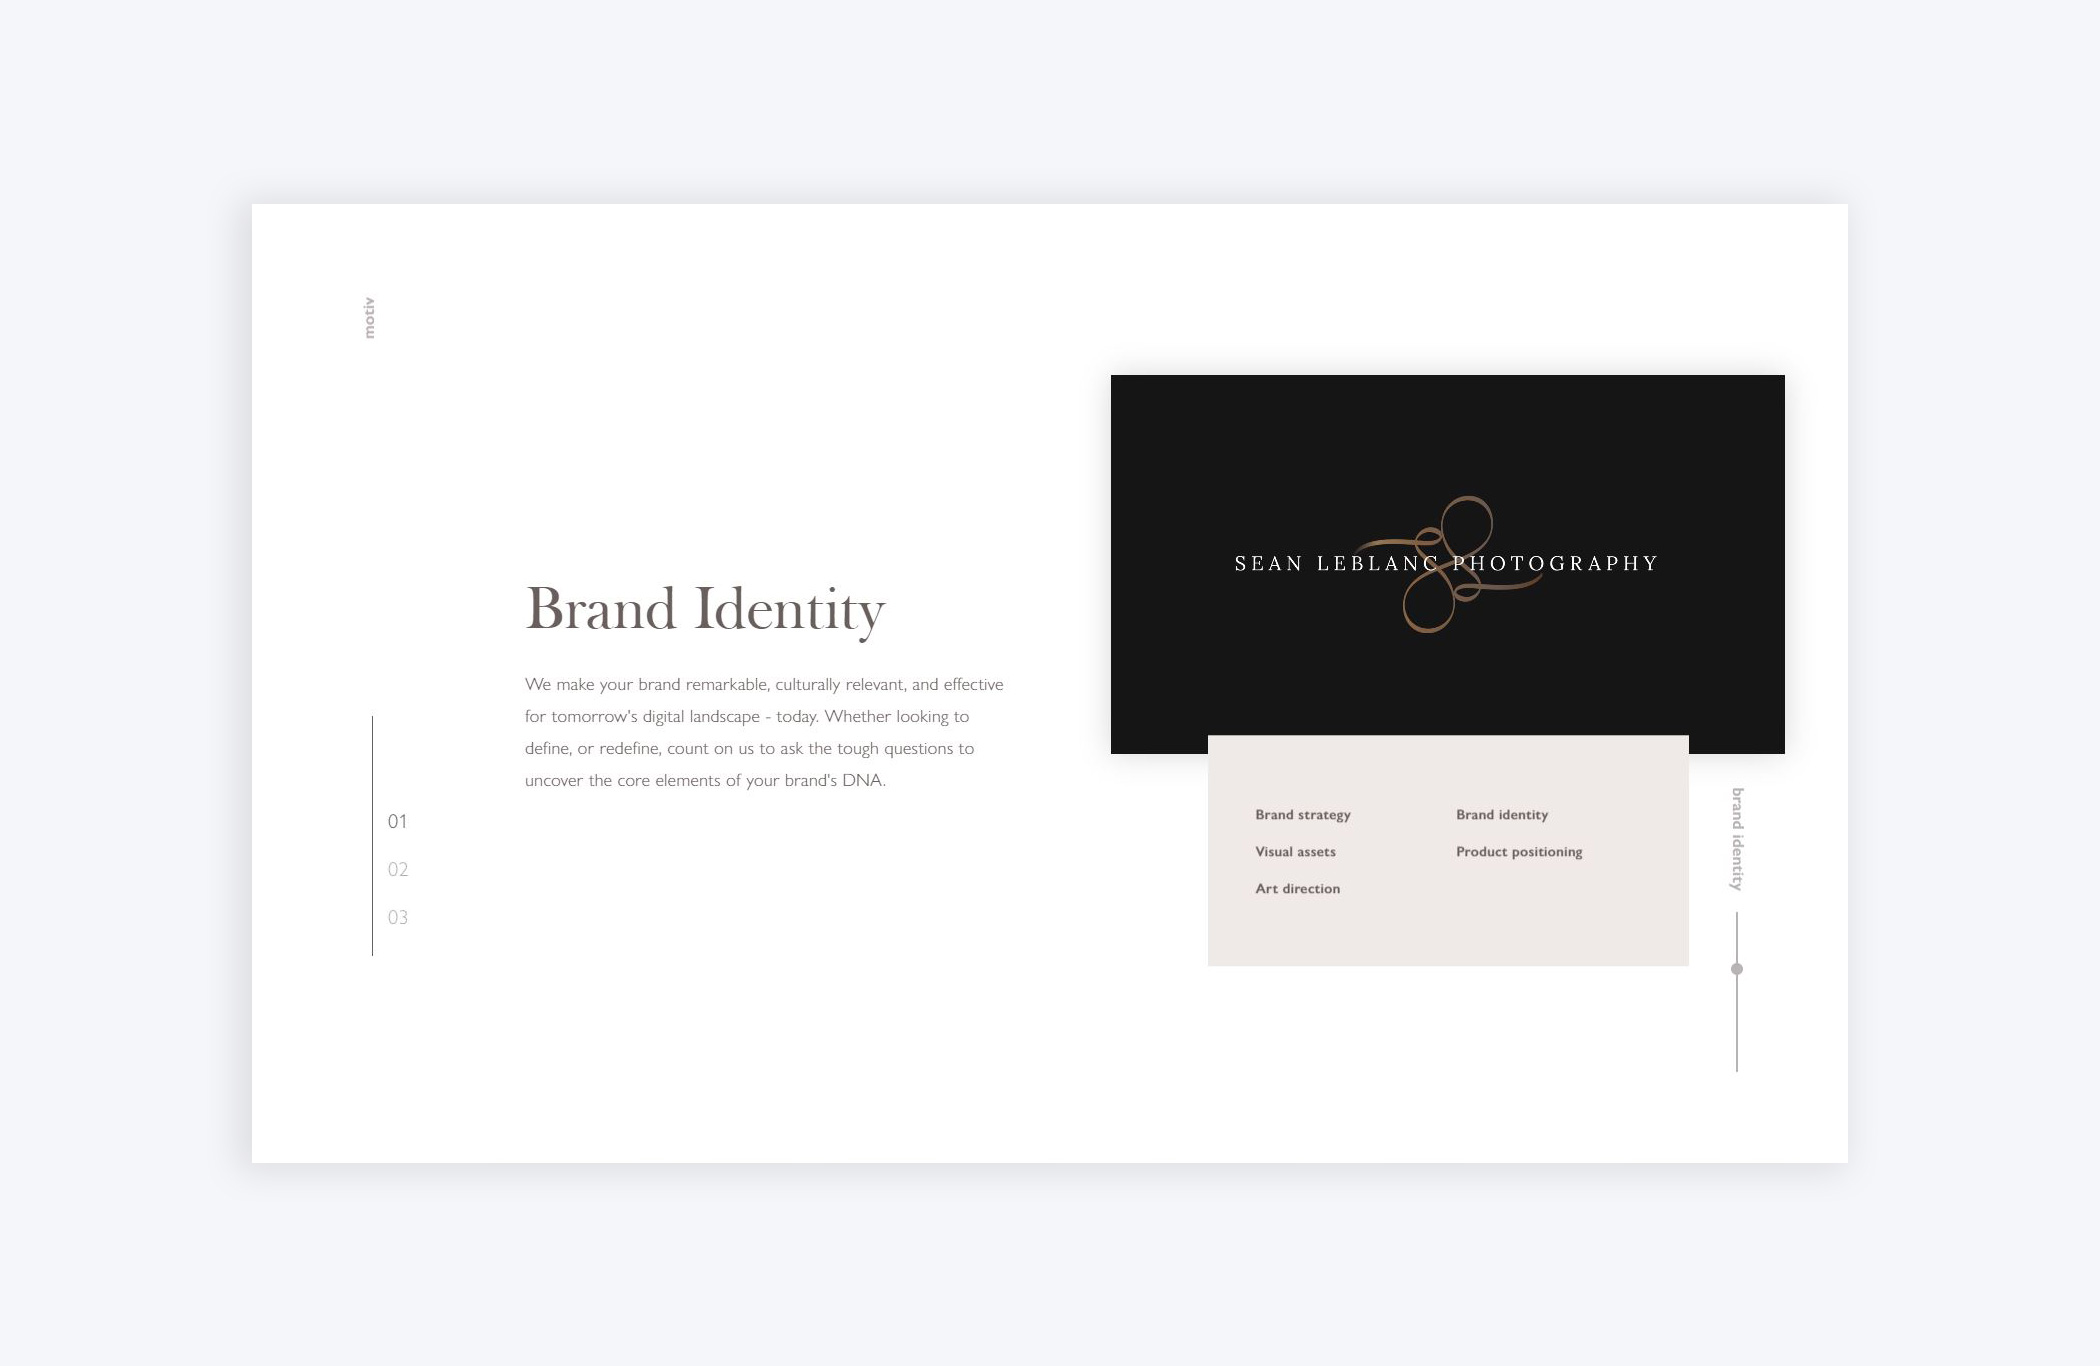 motiv
Brand Identity
We make your brand remarkable, culturally relevant, and effective
for tomorrow's digital landscape - today. Whether looking to
define, or redefine, count on us to ask the tough questions to
uncover the core elements of your brand's DNA.
01
02
03
SEAN LEBLANC PHOTOGRAPHY
Brand strategy
Visual assets
Art direction
Brand identity
Product positioning
brand identity